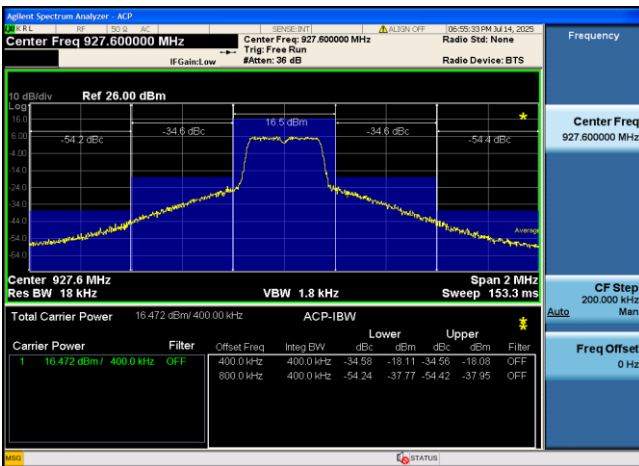 Agilent Spectrum Analyzer - ACP
KRL RF 50 Ω AC SENSE:INT ALIGN OFF 06:55:33 PM Jul 14, 2025
Center Freq 927.600000 MHz
Center Freq: 927.600000 MHz
Radio Std: None
Trig: Free Run
IFGain:Low
#Atten: 36 dB
Radio Device: BTS
Frequency
10 dB/div Ref 26.00 dBm
Log
16.0
6.00
-4.00
-14.0
-24.0
-34.0
-44.0
-54.0
-64.0
-54.2 dBc
-34.6 dBc
16.5 dBm
-34.6 dBc
-54.4 dBc
Average
Center 927.6 MHz
Span 2 MHz
Res BW 18 kHz
VBW 1.8 kHz
Sweep 153.3 ms
Center Freq
927.600000 MHz
CF Step
200.000 kHz
Auto Man
Freq Offset
0 Hz
Total Carrier Power 16.472 dBm/ 400.00 kHz ACP-IBW
Lower Upper
Carrier Power Filter
1 16.472 dBm / 400.0 kHz OFF
Offset Freq Integ BW dBc dBm dBc dBm Filter
400.0 kHz 400.0 kHz -34.58 -18.11 -34.56 -18.08 OFF
800.0 kHz 400.0 kHz -54.24 -37.77 -54.42 -37.95 OFF
MSG
STATUS